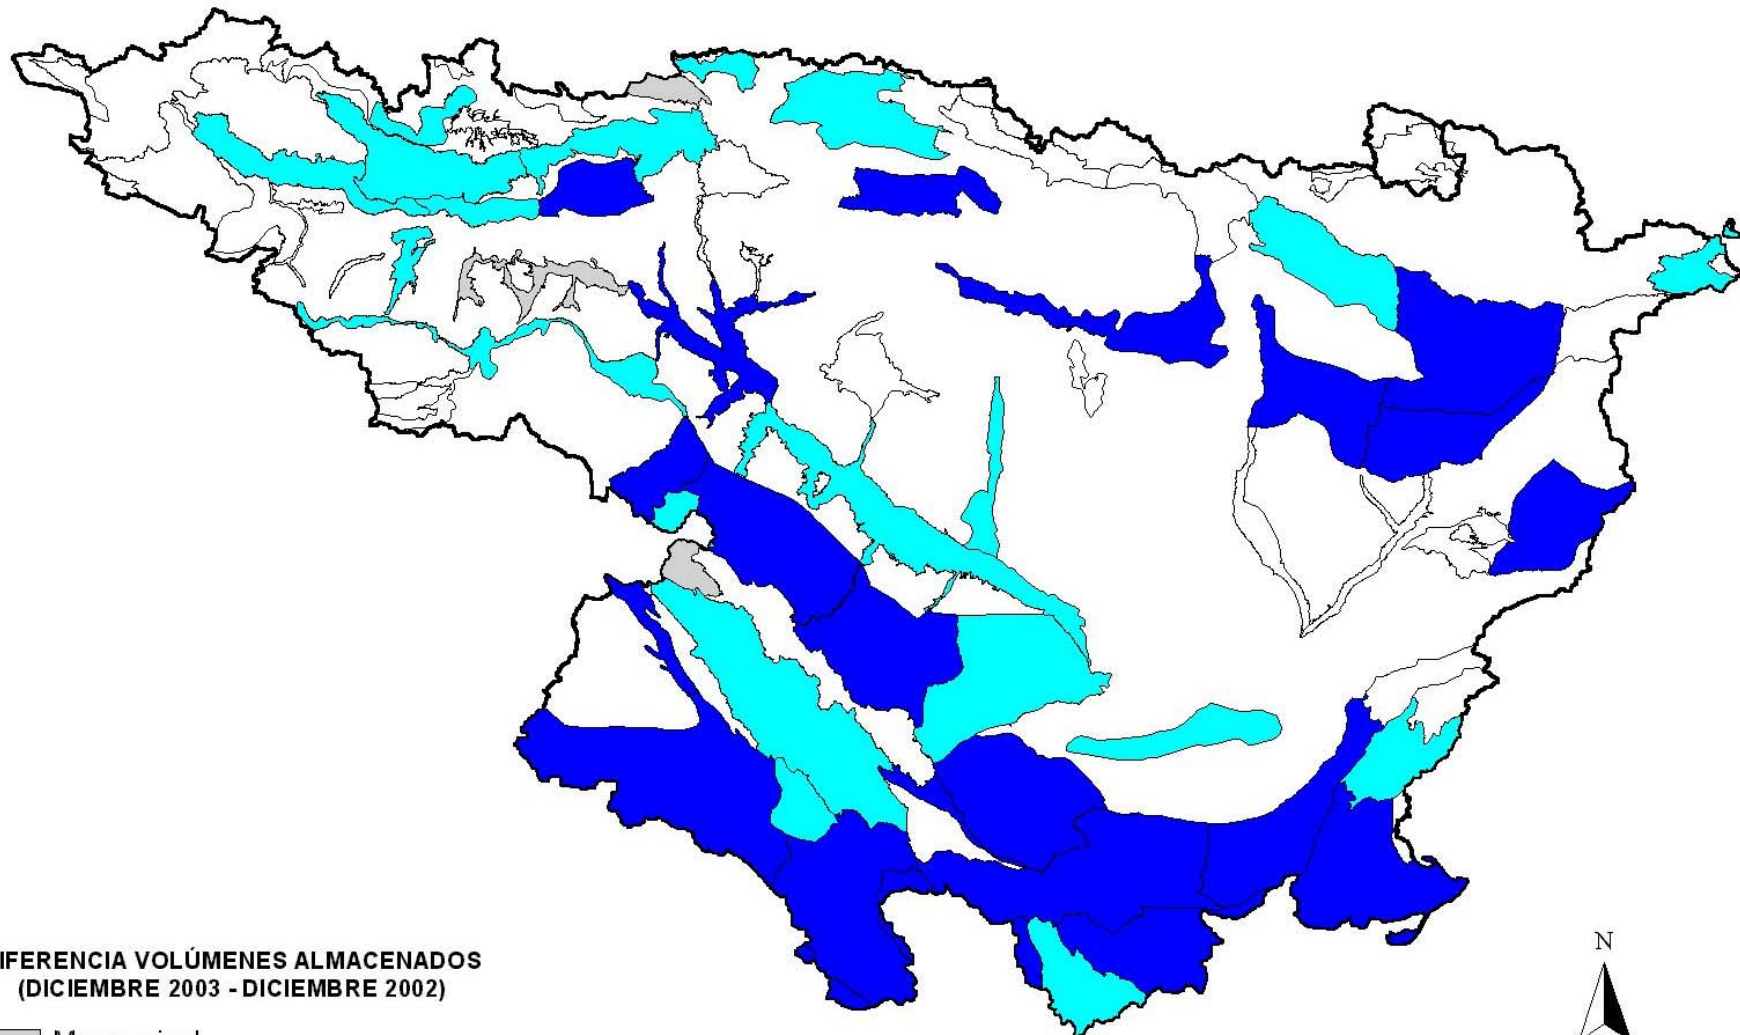 IFERENCIA VOLÚMENES ALMACENADOS
(DICIEMBRE 2003 - DICIEMBRE 2002)
N